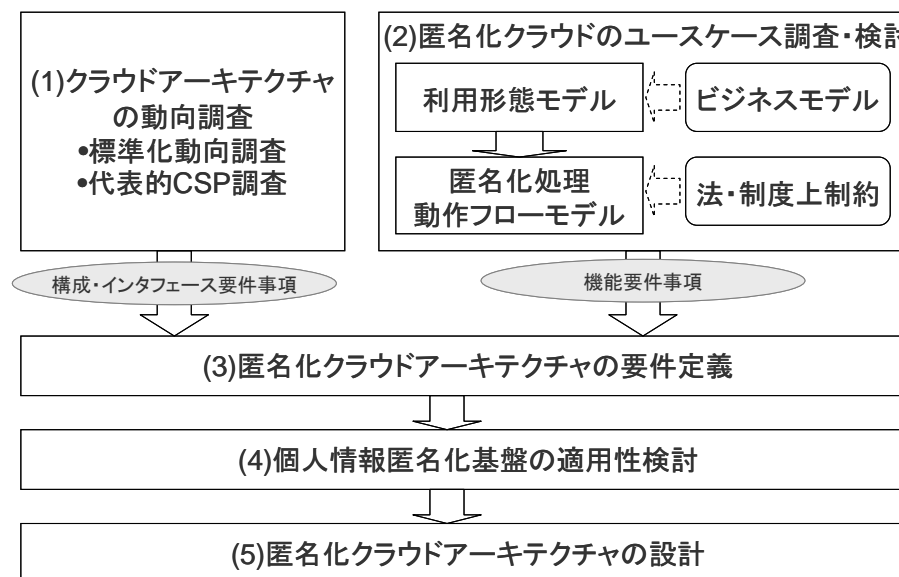 (1)クラウドアーキテクチャ
の動向調査
•標準化動向調査
•代表的CSP調査
(2)匿名化クラウドのユースケース調査・検討
利用形態モデル
ビジネスモデル
匿名化処理
動作フローモデル
法・制度上制約
構成・インタフェース要件事項
機能要件事項
(3)匿名化クラウドアーキテクチャの要件定義
(4)個人情報匿名化基盤の適用性検討
(5)匿名化クラウドアーキテクチャの設計